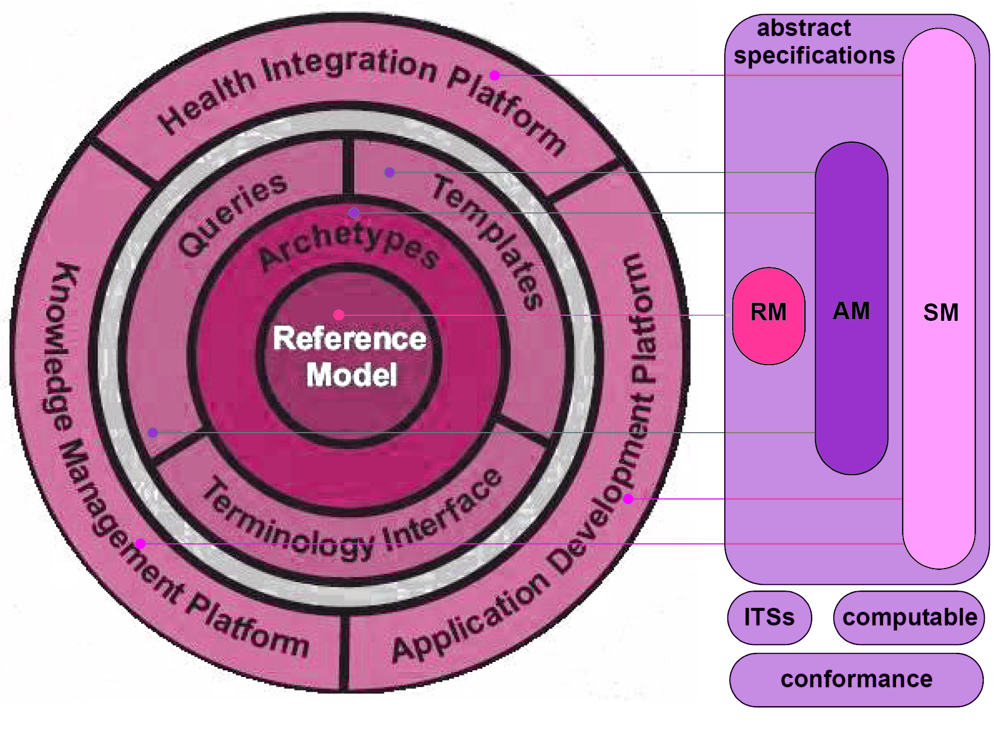 Health Integration Platform
Queries
Templates
Archetypes
Reference
Model
Terminology Interface
Knowledge Management Platform
Application Development Platform
abstract
specifications
RM
AM
SM
ITSs
computable
conformance